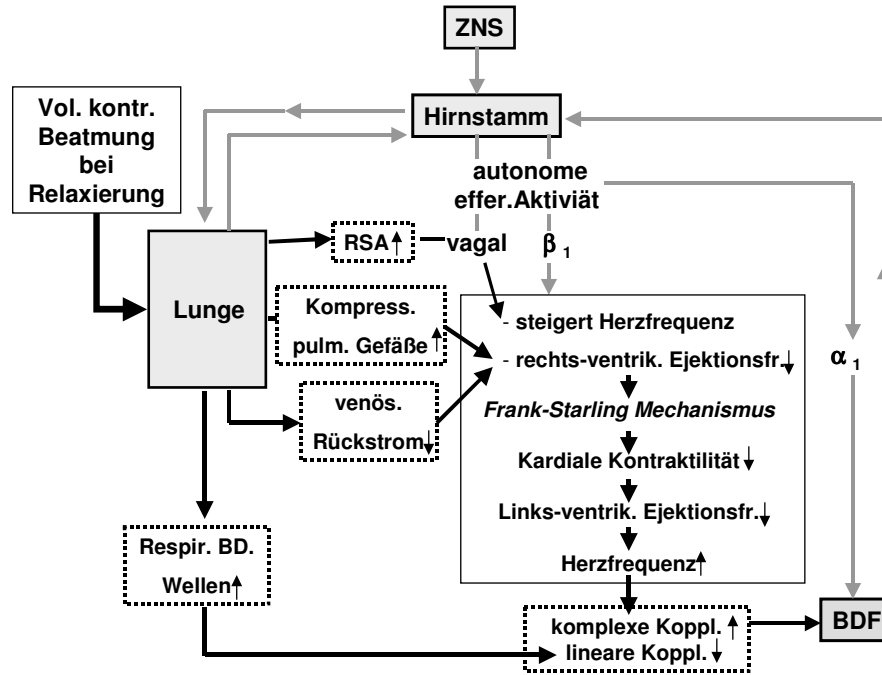 ZNS
Vol. kontr.
Beatmung
bei
Relaxierung
Hirnstamm
autonome
effer.Aktiviät
RSA↑
vagal
β 1
Lunge
Kompress.
pulm. Gefäße↑
- steigert Herzfrequenz
- rechts-ventrik. Ejektionsfr.↓
α 1
venös.
Rückstrom↓
Frank-Starling Mechanismus
Kardiale Kontraktilität↓
Links-ventrik. Ejektionsfr.↓
Herzfrequenz↑
Respir. BD.
Wellen↑
komplexe Koppl.↑
lineare Koppl.↓
BDF